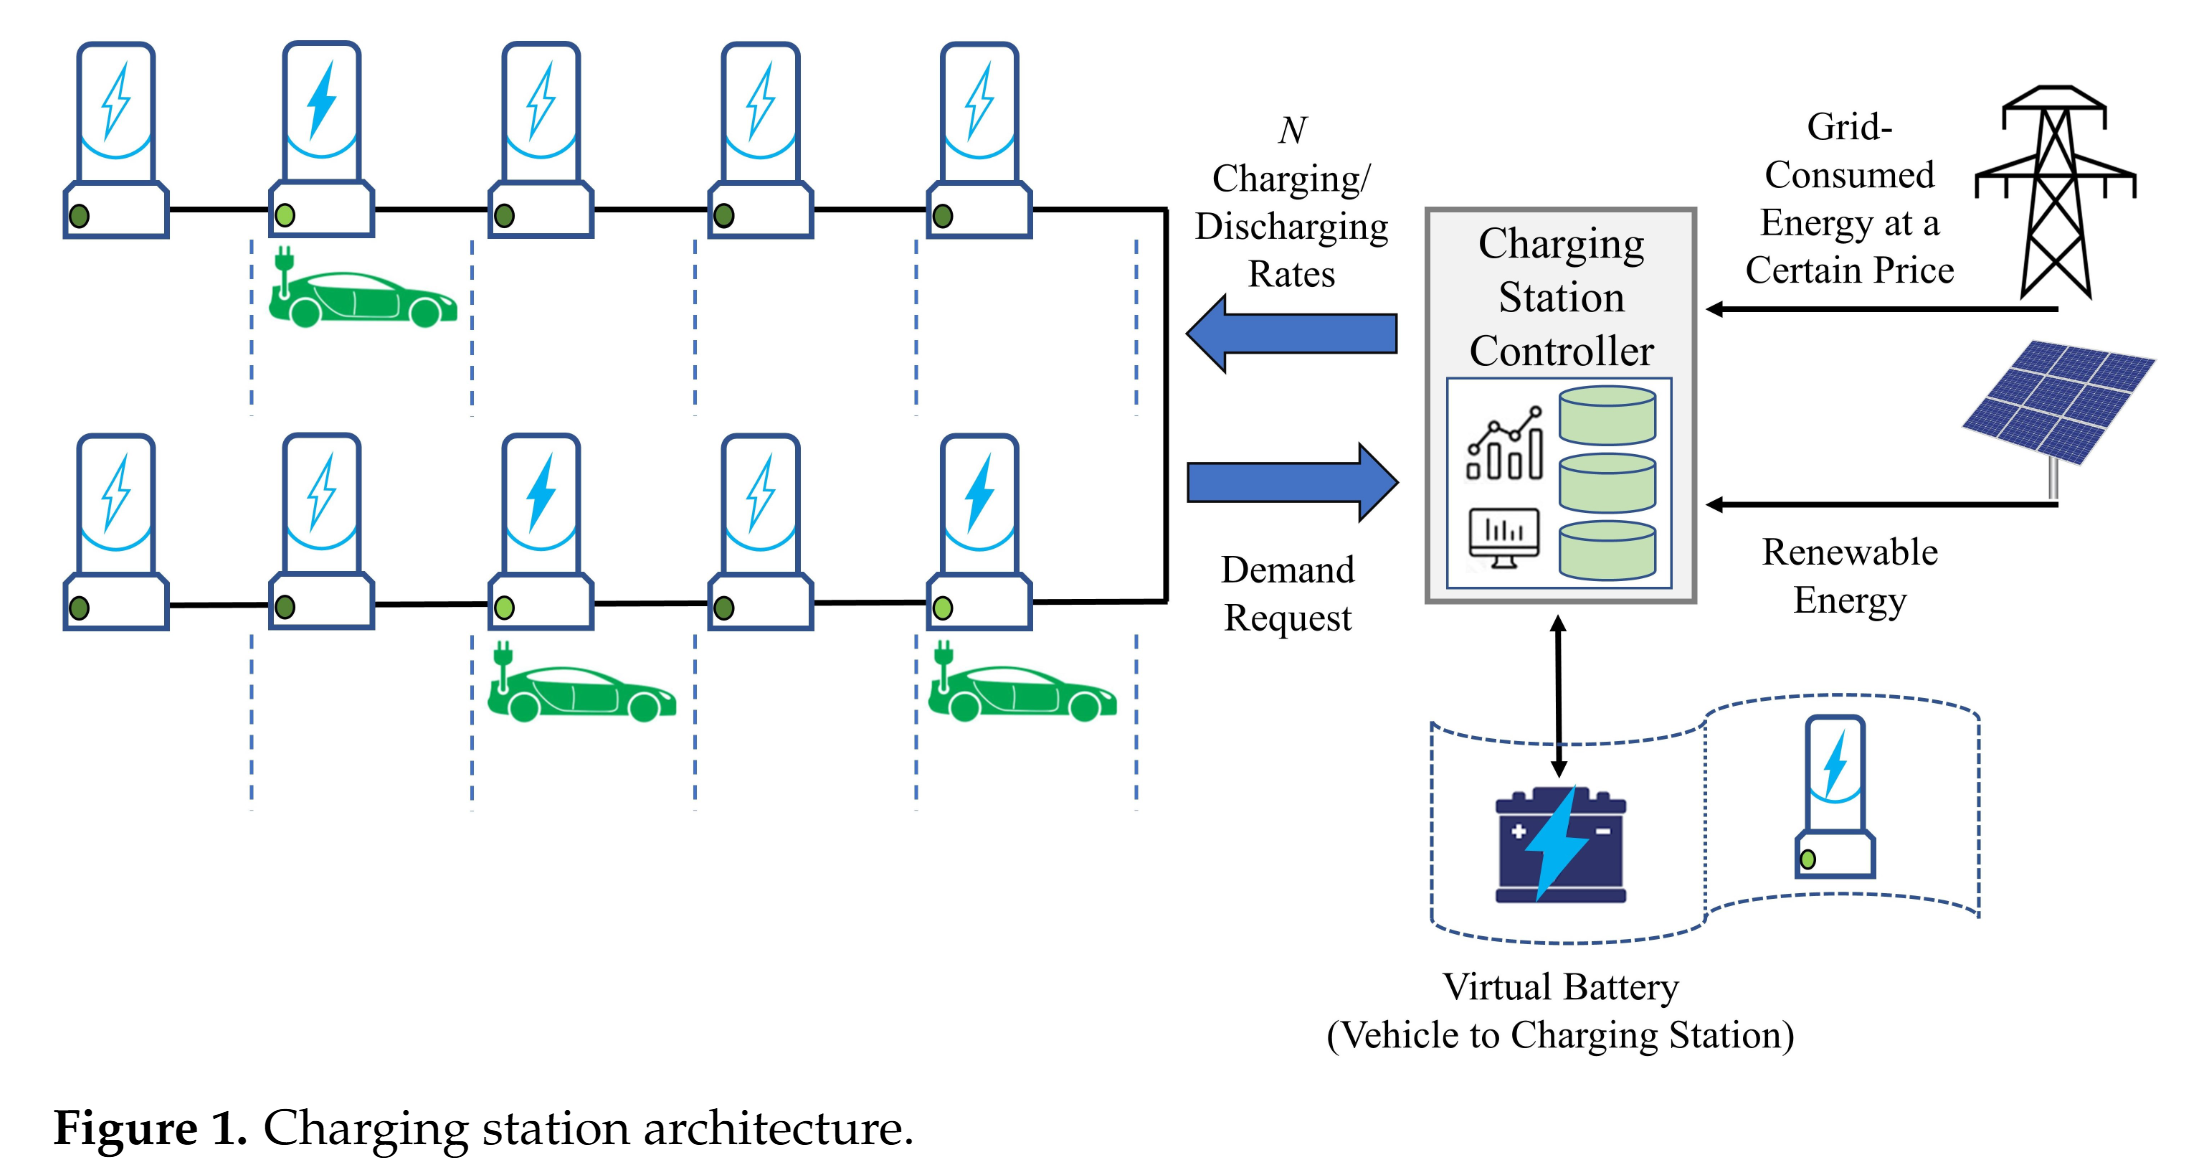 N
Charging/
Discharging
Rates
Demand
Request
Charging
Station
Controller
Grid-
Consumed
Energy at a
Certain Price
Renewable
Energy
+ -
Virtual Battery
(Vehicle to Charging Station)
Figure 1. Charging station architecture.